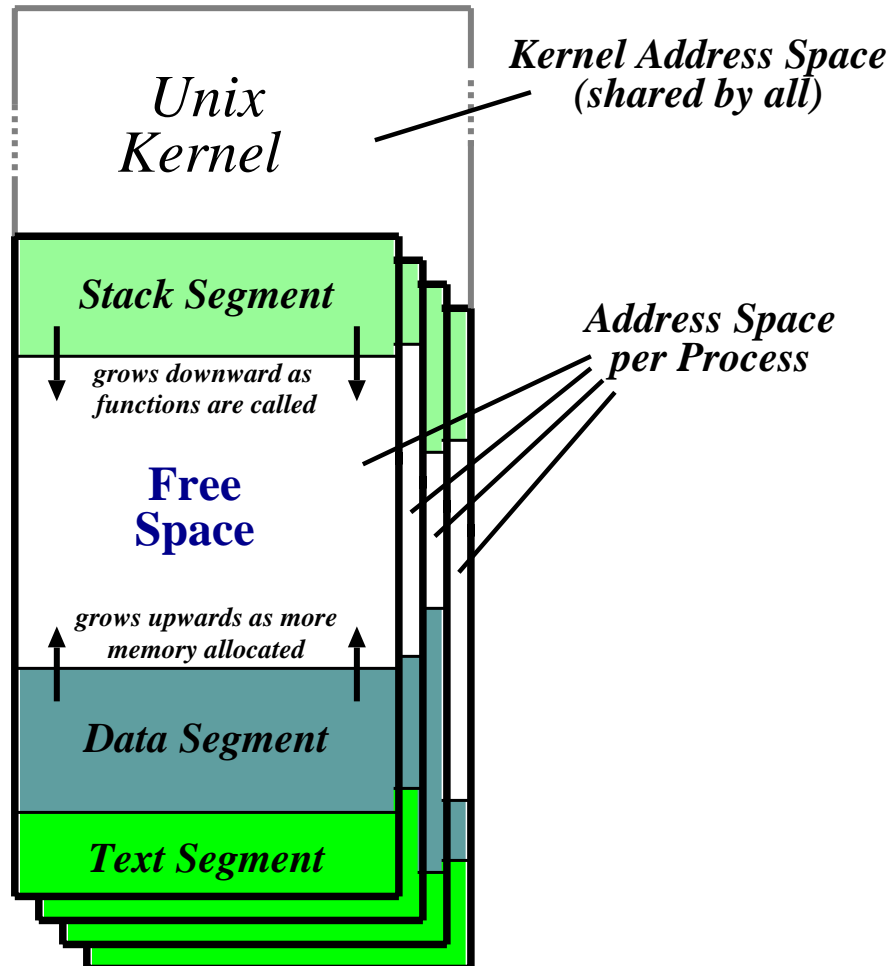 Unix
Kernel
Kernel Address Space
(shared by all)
Stack Segment
grows downward as
functions are called
Address Space
per Process
Free
Space
grows upwards as more
memory allocated
Data Segment
Text Segment